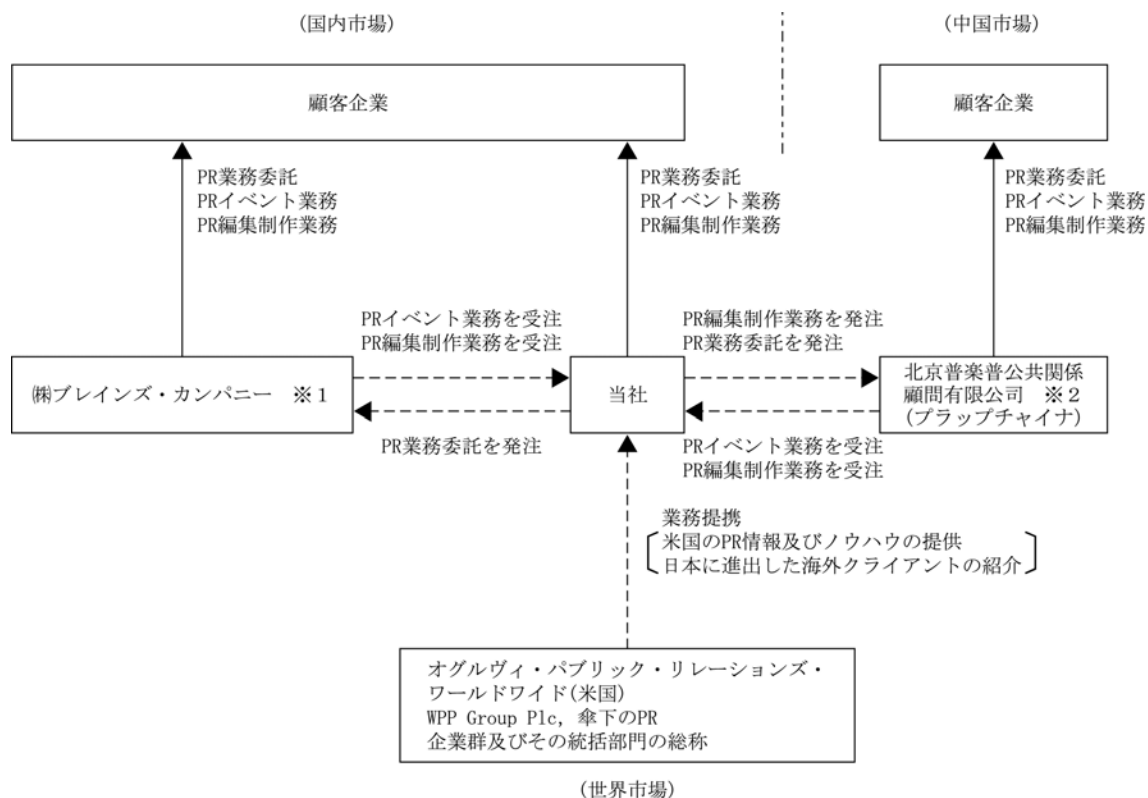 (国内市場)
(中国市場)
顧客企業
顧客企業
PR業務委託
PRイベント業務
PR編集制作業務
PR業務委託
PRイベント業務
PR編集制作業務
PR業務委託
PRイベント業務
PR編集制作業務
PRイベント業務を受注
PR編集制作業務を受注
PR編集制作業務を発注
PR業務委託を発注
㈱ブレインズ・カンパニー ※1
当社
北京普楽普公共関係
顧問有限公司 ※2
(プラップチャイナ)
PR業務委託を発注
PRイベント業務を受注
PR編集制作業務を受注
業務提携
米国のPR情報及びノウハウの提供
日本に進出した海外クライアントの紹介
オグルヴィ・パブリック・リレーションズ・
ワールドワイド(米国)
WPP Group Plc, 傘下のPR
企業群及びその統括部門の総称
(世界市場)